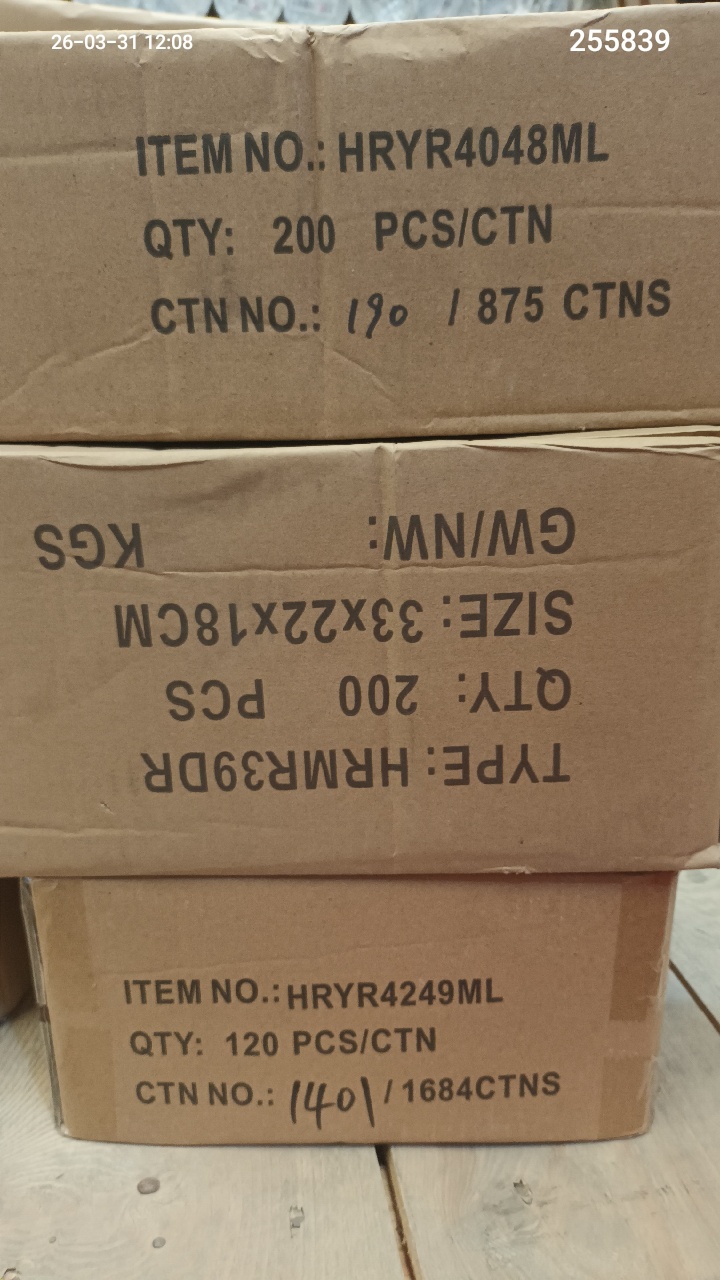 26-03-31 12:08
255839
ITEM NO.: HRYR4048ML
QTY: 200 PCS/CTN
CTN NO.: 190 / 875 CTNS
TYPE: HRMR39DR
QTY: 200 PCS
SIZE: 33x22x18CM
GW/NW: KGS
ITEM NO.: HRYR4249ML
QTY: 120 PCS/CTN
CTN NO.: 1401 / 1684CTNS